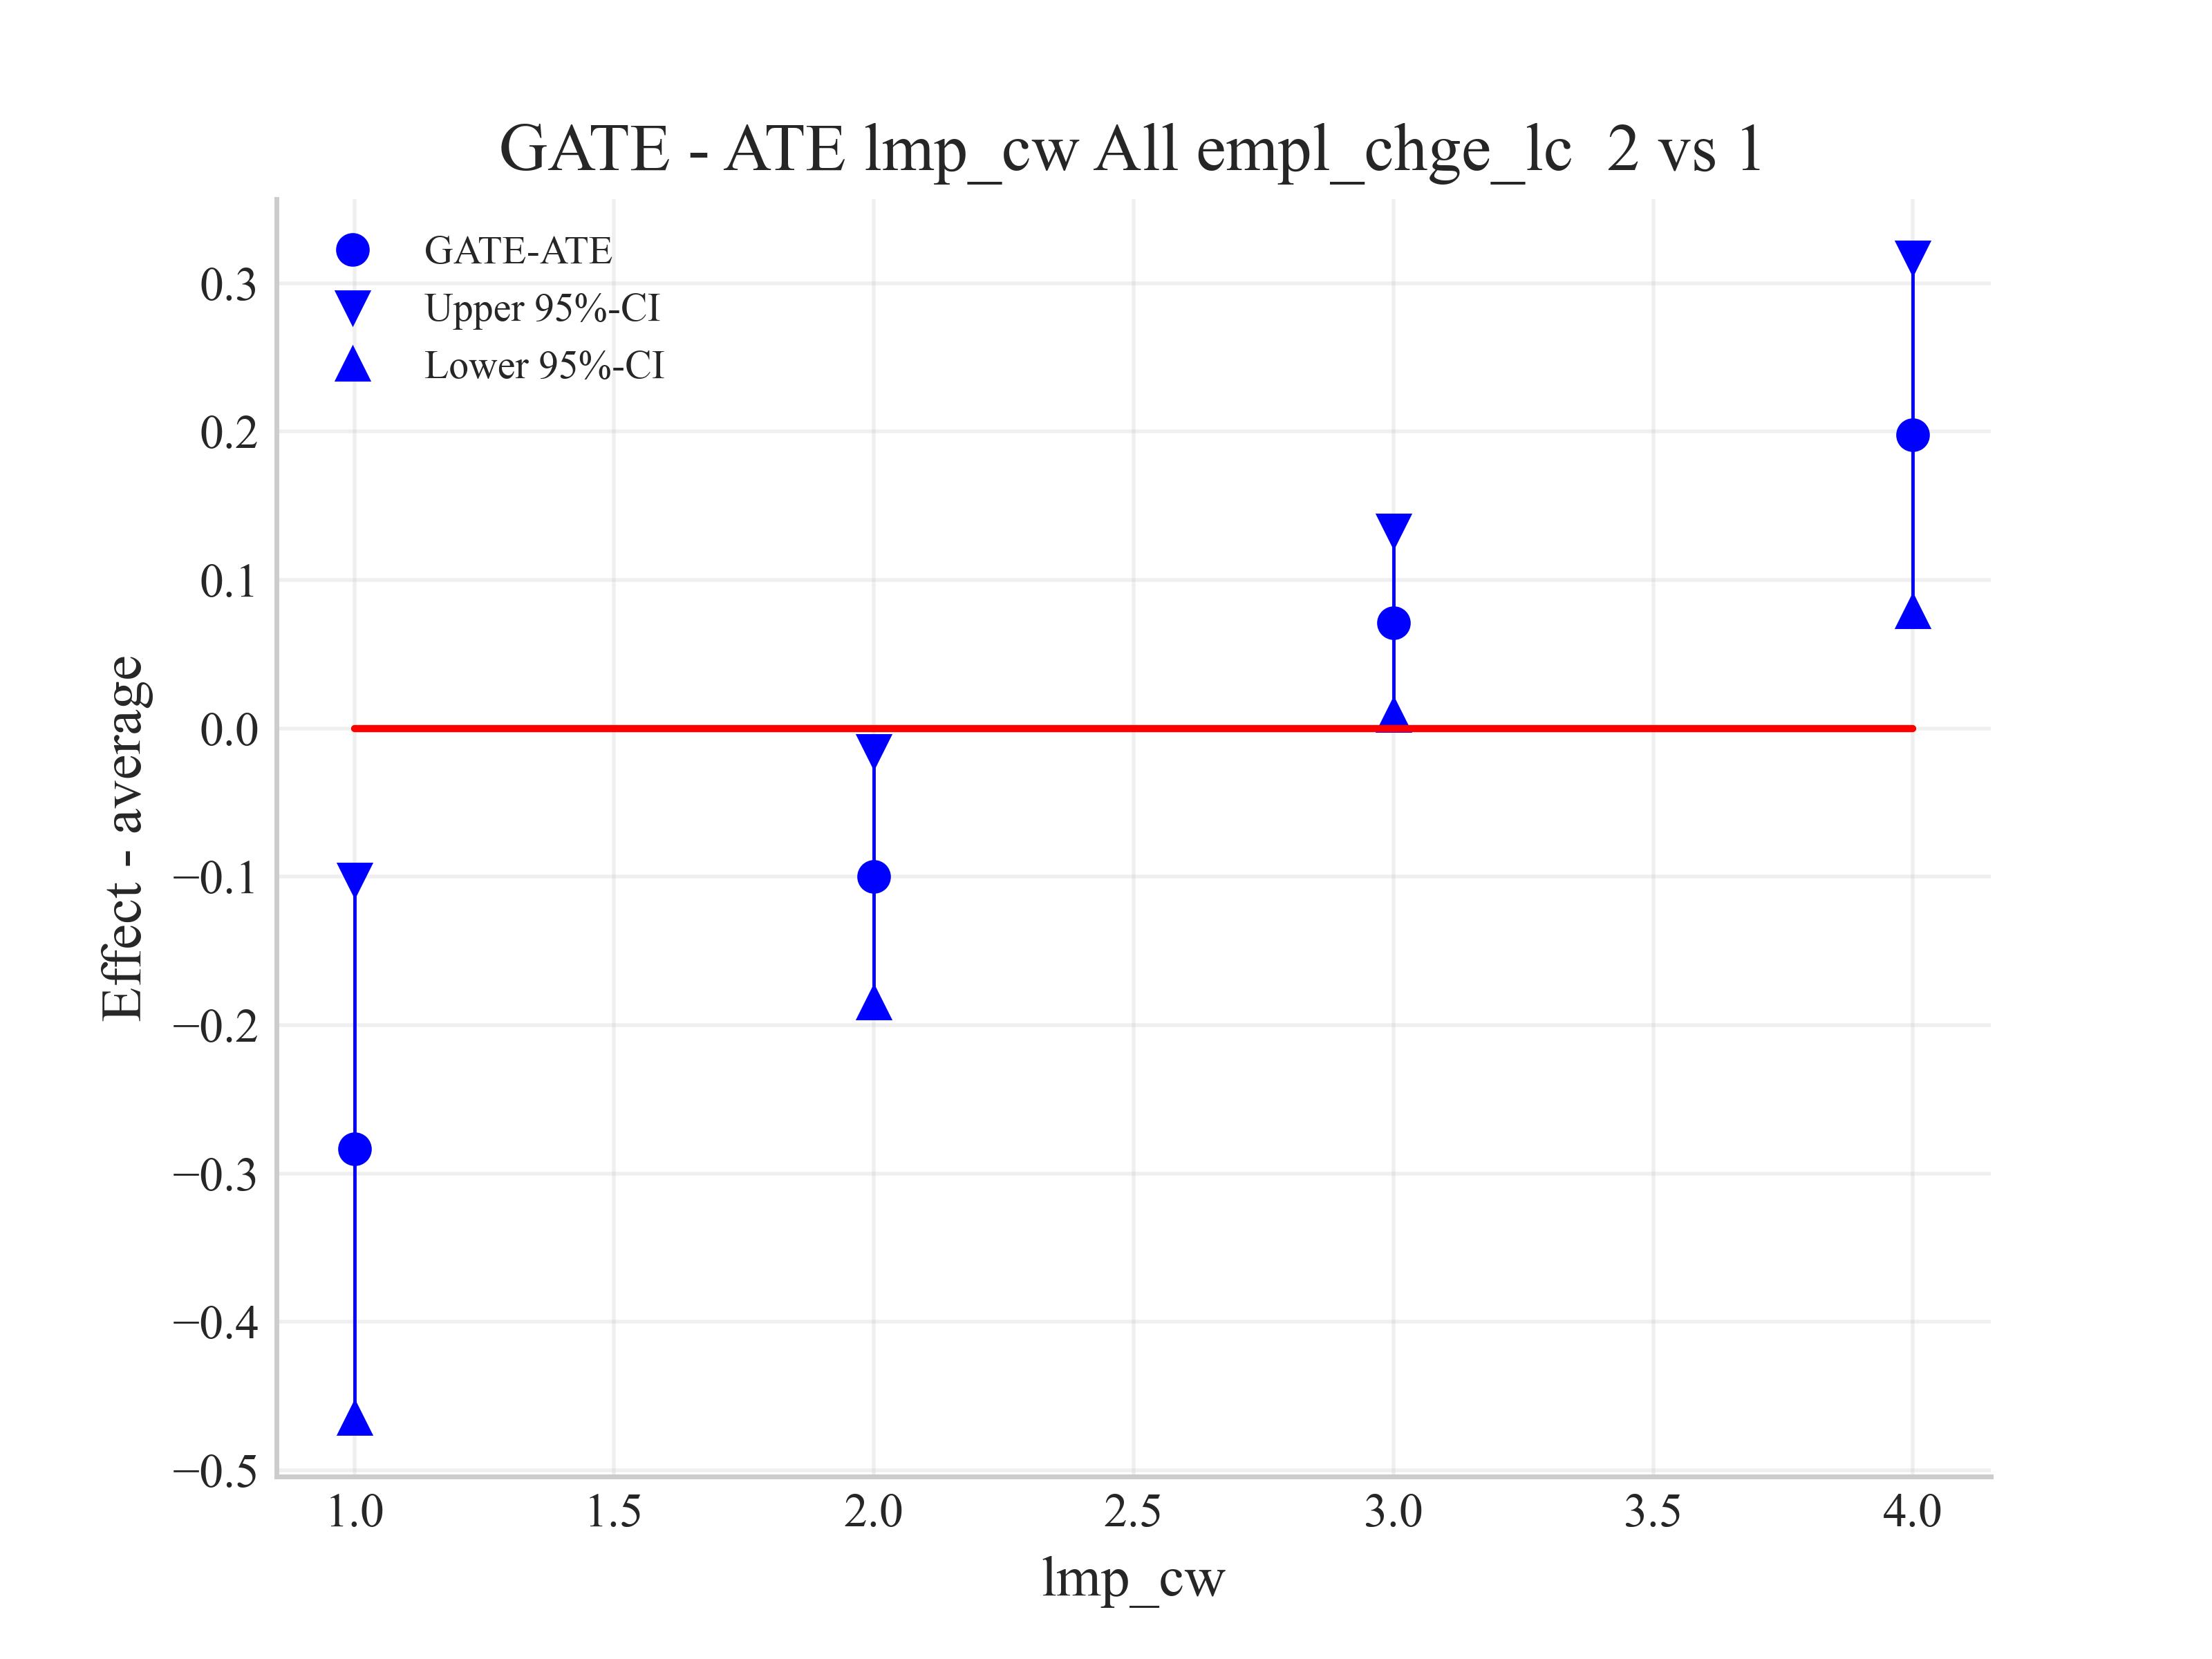 GATE - ATE lmp_cw All empl_chge_lc  2 vs 1
GATE-ATE
Upper 95%-CI
Lower 95%-CI
0.3
0.2
0.1
0.0
−0.1
−0.2
−0.3
−0.4
−0.5
Effect - average
1.0 1.5 2.0 2.5 3.0 3.5 4.0
lmp_cw